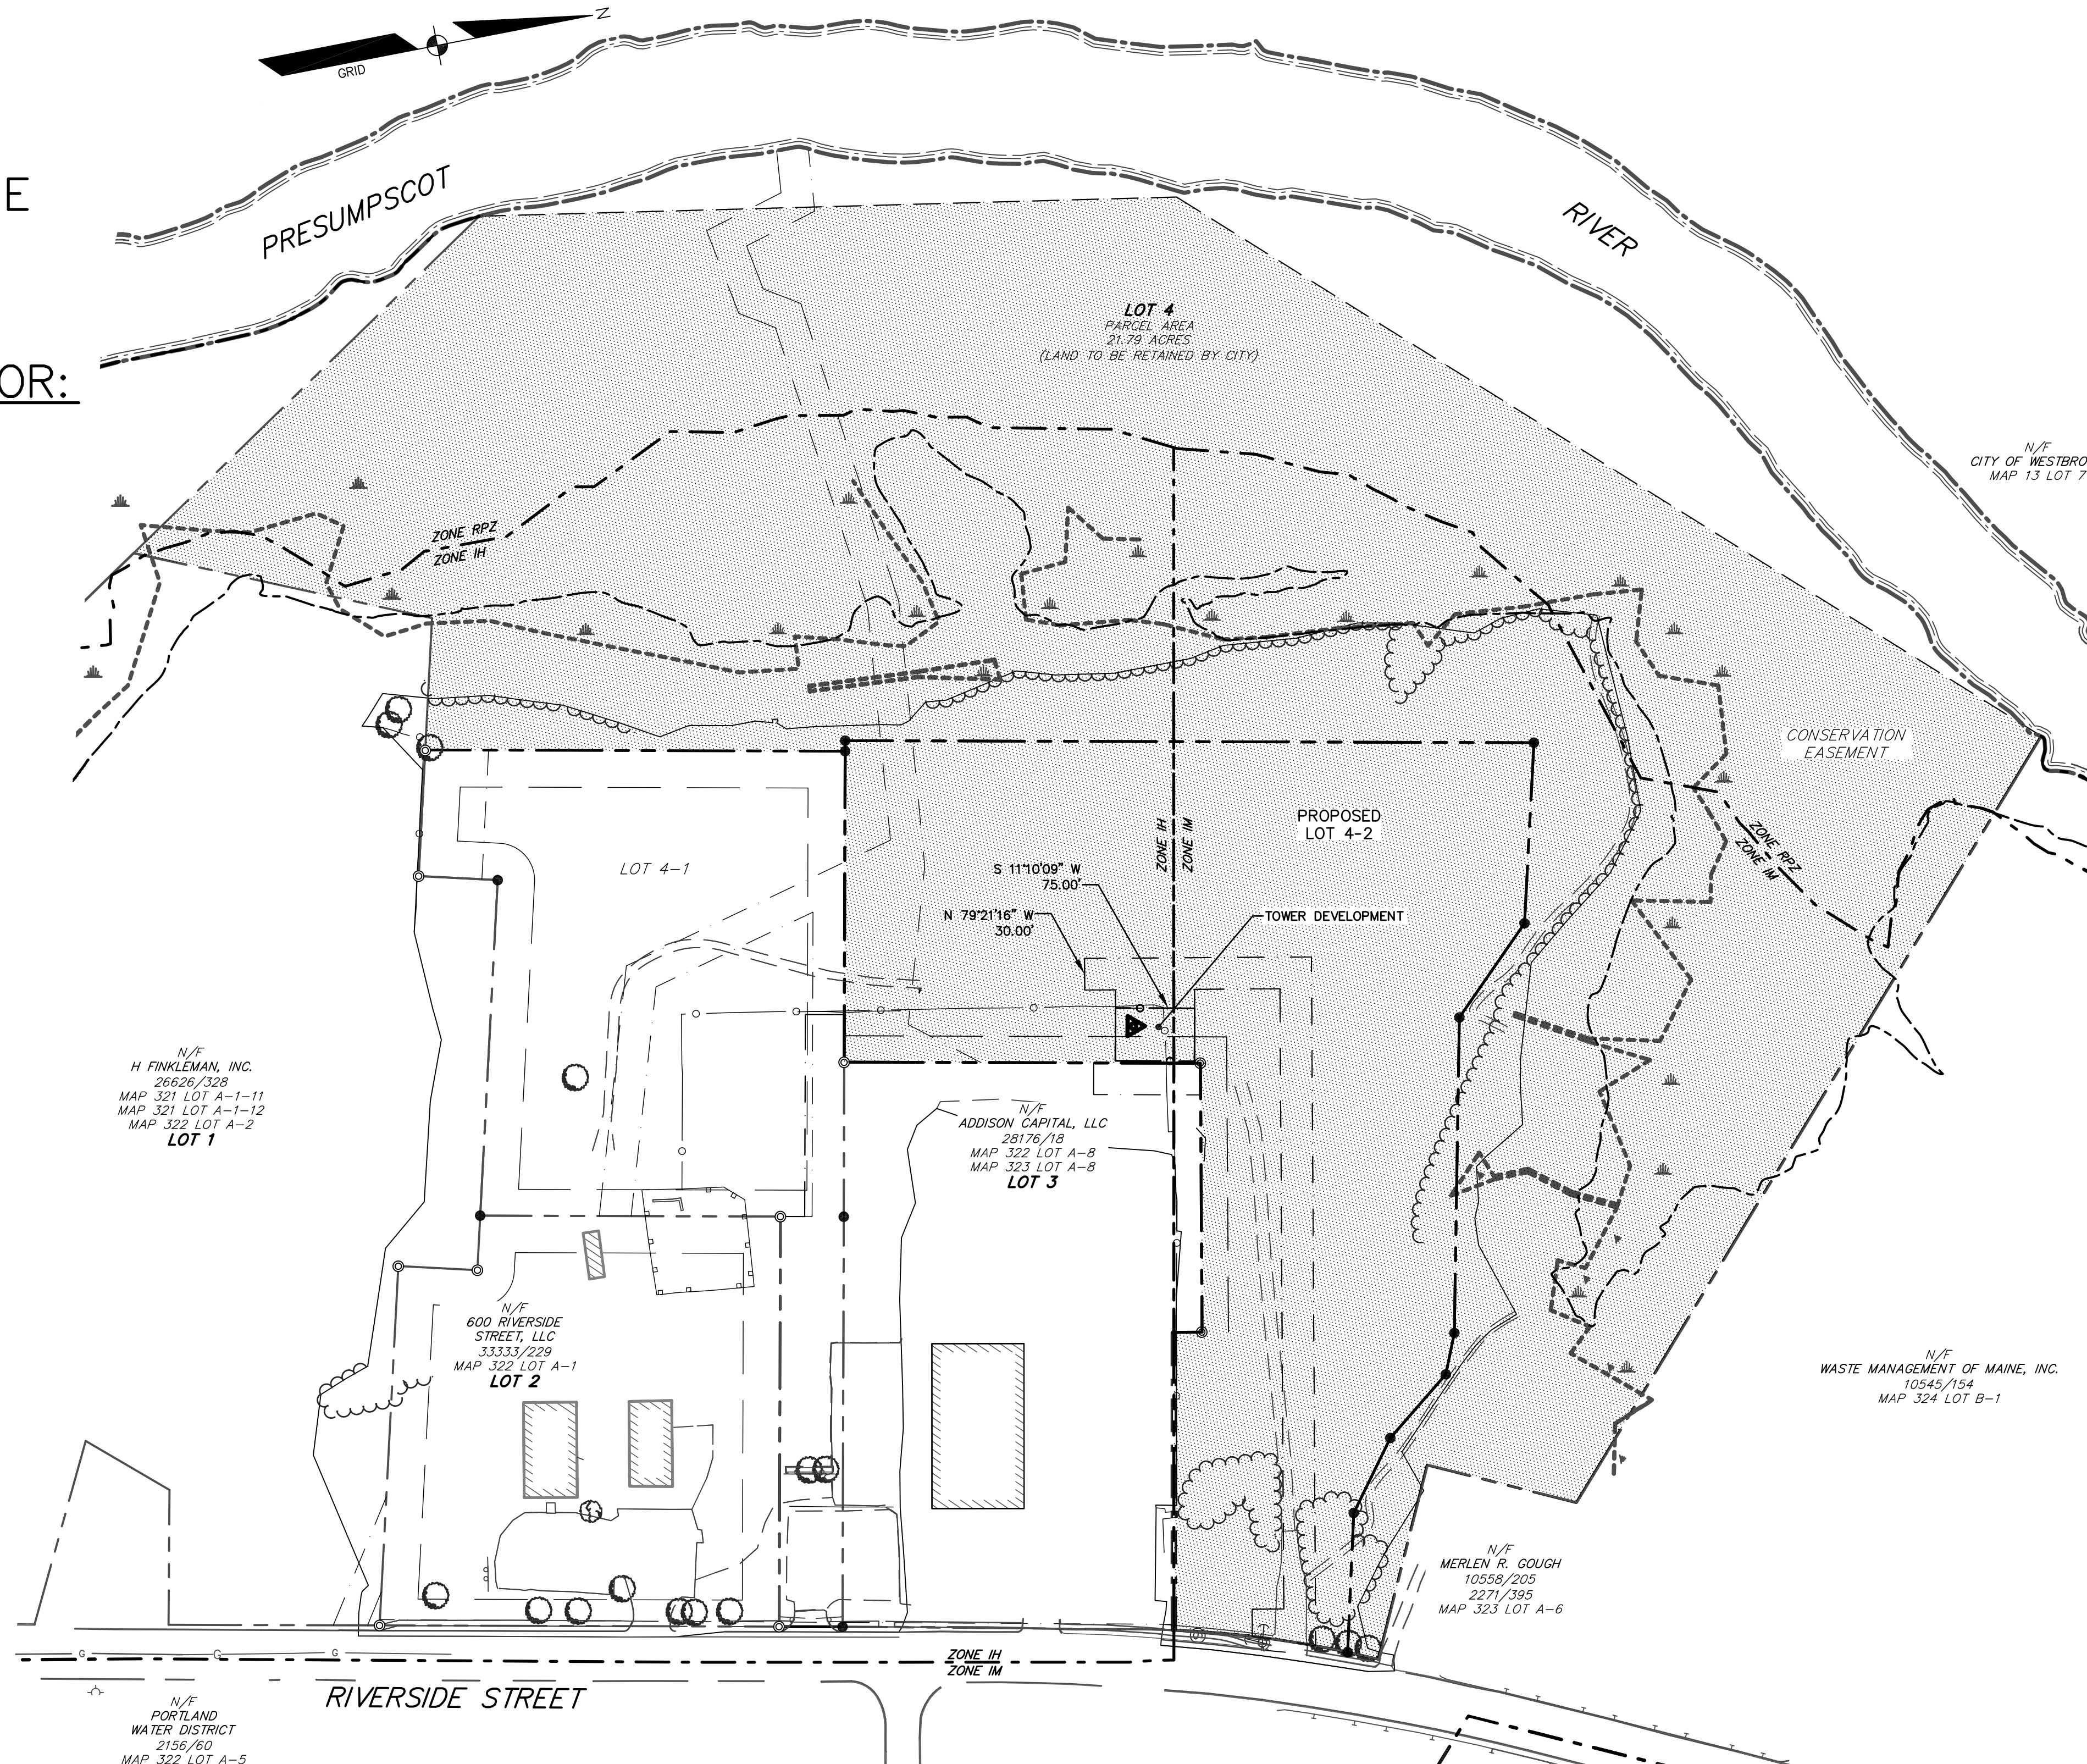 N
GRID
E
PRESUMPSCOT
RIVER
OR:
LOT 4
PARCEL AREA
21.79 ACRES
(LAND TO BE RETAINED BY CITY)
N/F
CITY OF WESTBRO
MAP 13 LOT 7
ZONE RPZ
ZONE IH
CONSERVATION
EASEMENT
PROPOSED
LOT 4-2
ZONE IH
ZONE IM
ZONE RPZ
ZONE IM
LOT 4-1
S 11°10'09" W
75.00'
N 79°21'16" W
30.00'
TOWER DEVELOPMENT
N/F
H FINKLEMAN, INC.
26626/328
MAP 321 LOT A-1-11
MAP 321 LOT A-1-12
MAP 322 LOT A-2
LOT 1
N/F
ADDISON CAPITAL, LLC
28176/18
MAP 322 LOT A-8
MAP 323 LOT A-8
LOT 3
N/F
600 RIVERSIDE
STREET, LLC
33333/229
MAP 322 LOT A-1
LOT 2
N/F
WASTE MANAGEMENT OF MAINE, INC.
10545/154
MAP 324 LOT B-1
N/F
MERLEN R. GOUGH
10558/205
2271/395
MAP 323 LOT A-6
G
G
G
ZONE IH
ZONE IM
RIVERSIDE STREET
N/F
PORTLAND
WATER DISTRICT
2156/60
MAP 322 LOT A-5